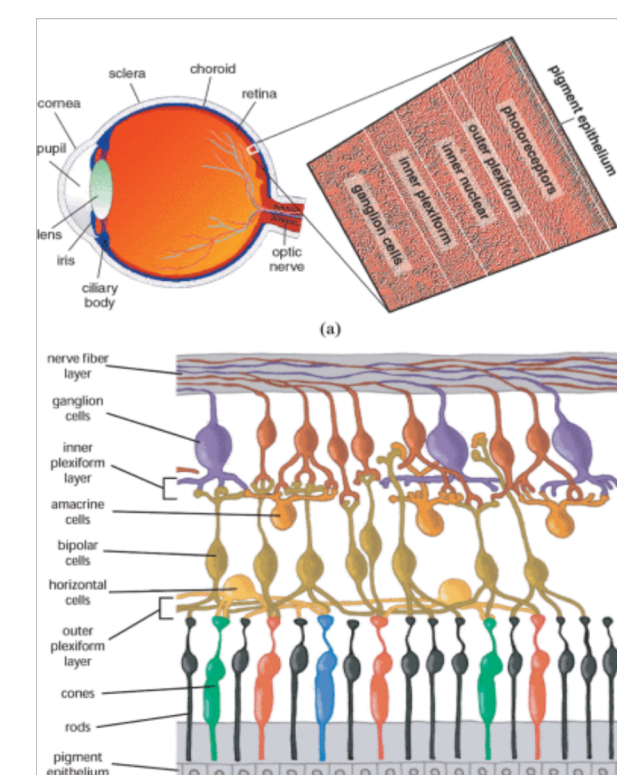 sclera
choroid
cornea
retina
pupil
lens
iris
ciliary
body
optic
nerve
ganglion cells
inner plexiform
inner nuclear
outer plexiform
photoreceptors
pigment epithelium
(a)
nerve fiber
layer
ganglion
cells
inner
plexiform
layer
amacrine
cells
bipolar
cells
horizontal
cells
outer
plexiform
layer
cones
rods
pigment
epithelium